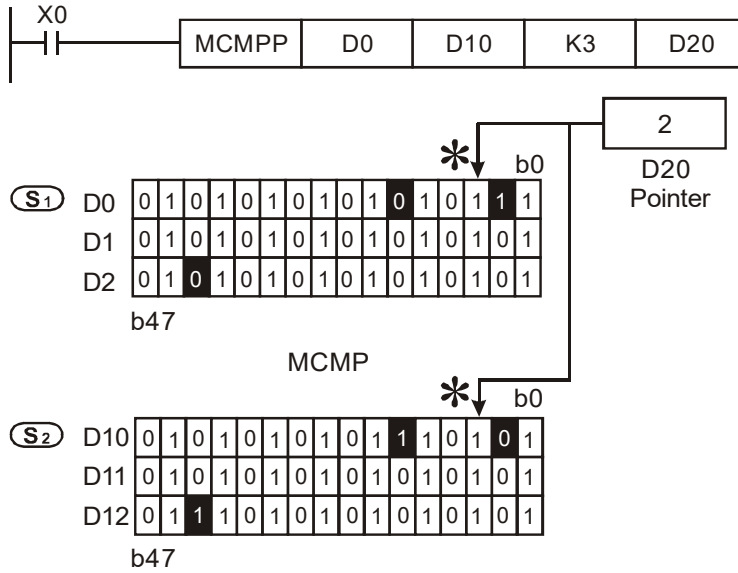 X0
MCMPP D0 D10 K3 D20
2
D20
Pointer
* b0
S1 D0 0 1 0 1 0 1 0 1 0 1 0 1 0 1 1 1
D1 0 1 0 1 0 1 0 1 0 1 0 1 0 1 0 1
D2 0 1 0 1 0 1 0 1 0 1 0 1 0 1 0 1
b47
MCMP
* b0
S2 D10 0 1 0 1 0 1 0 1 0 1 1 1 0 1 0 1
D11 0 1 0 1 0 1 0 1 0 1 0 1 0 1 0 1
D12 0 1 1 1 0 1 0 1 0 1 0 1 0 1 0 1
b47